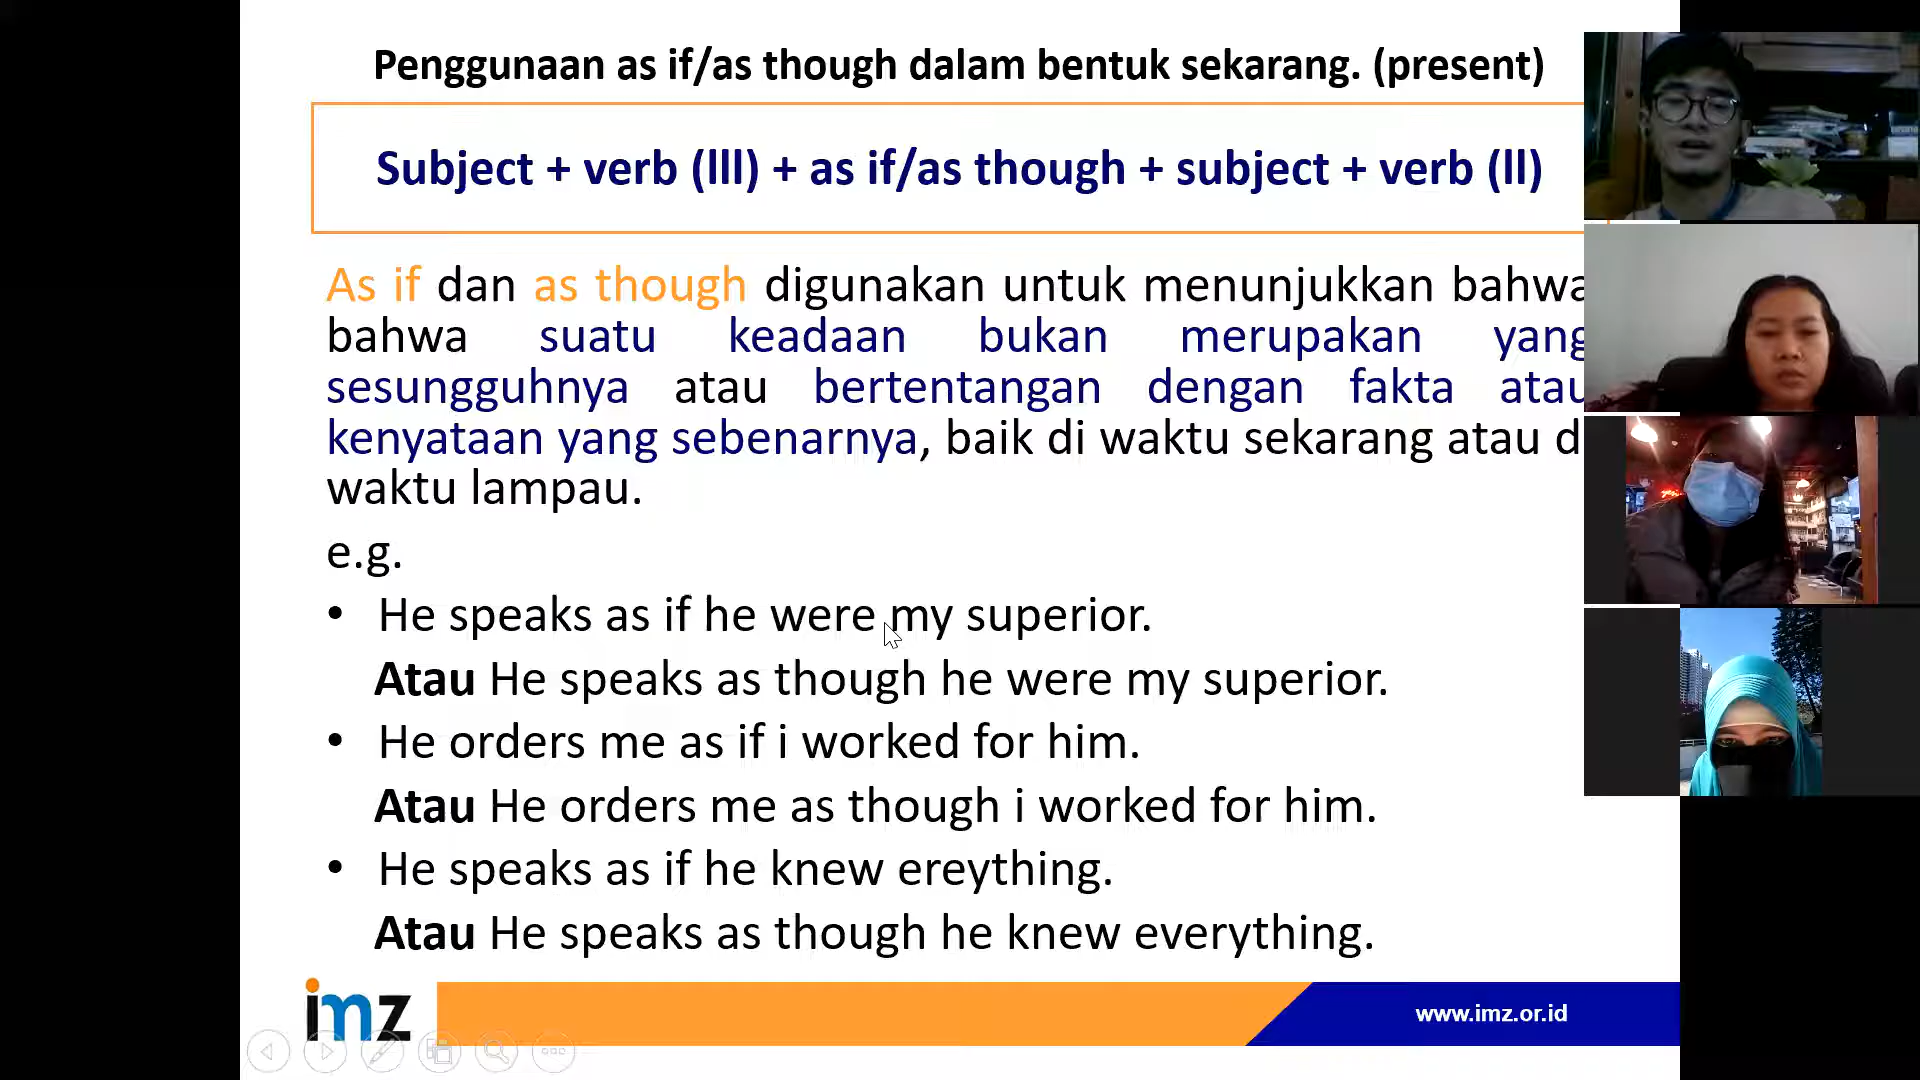 Penggunaan as if/as though dalam bentuk sekarang. (present)
Subject + verb (lll) + as if/as though + subject + verb (ll)
As if dan as though digunakan untuk menunjukkan bahwa
bahwa suatu keadaan bukan merupakan yang
sesungguhnya atau bertentangan dengan fakta atau
kenyataan yang sebenarnya, baik di waktu sekarang atau d
waktu lampau.
e.g.
• He speaks as if he were my superior.
Atau He speaks as though he were my superior.
• He orders me as if i worked for him.
Atau He orders me as though i worked for him.
• He speaks as if he knew ereything.
Atau He speaks as though he knew everything.
imz
www.imz.or.id